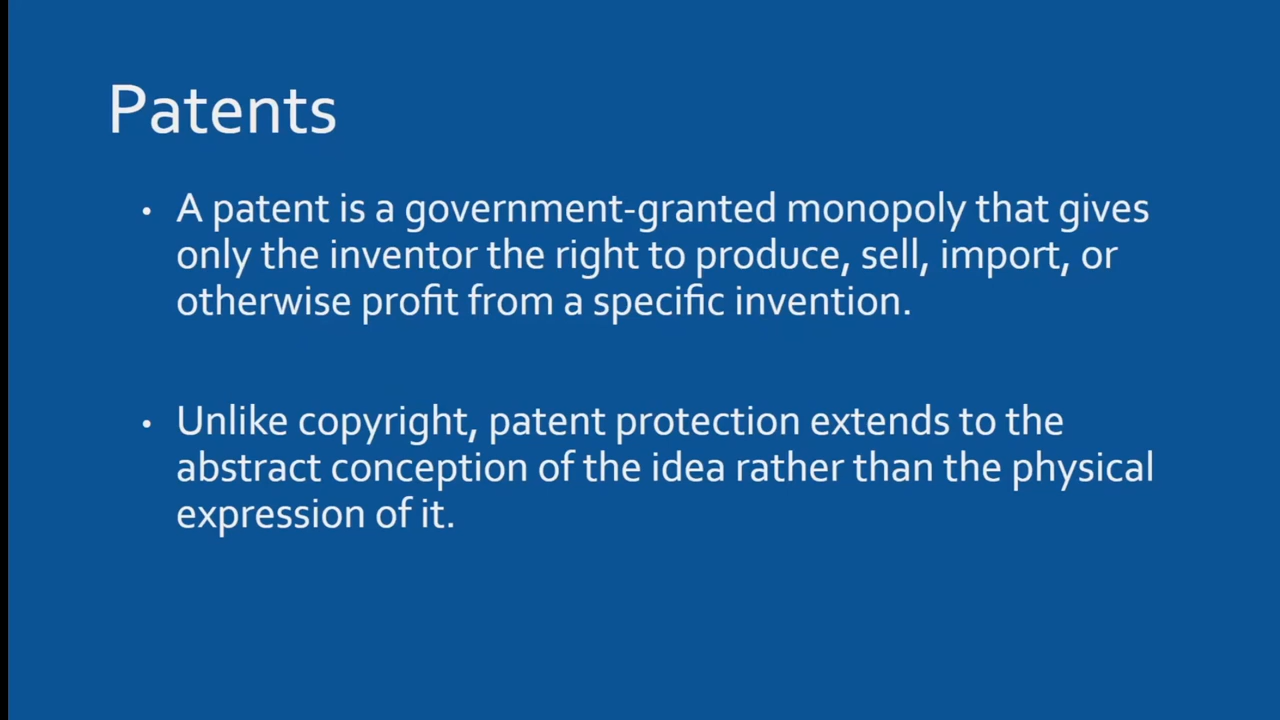 Patents
• A patent is a government-granted monopoly that gives
only the inventor the right to produce, sell, import, or
otherwise profit from a specific invention.
• Unlike copyright, patent protection extends to the
abstract conception of the idea rather than the physical
expression of it.